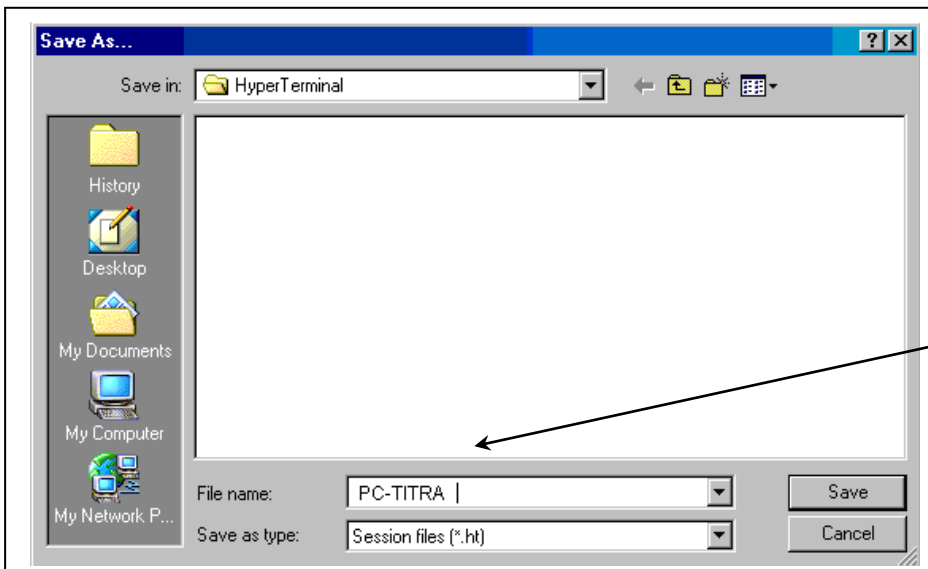 Save As...
Save in: HyperTerminal
History
Desktop
My Documents
My Computer
My Network P...
File name: PC-TITRA
Save
Save as type: Session files (*.ht)
Cancel